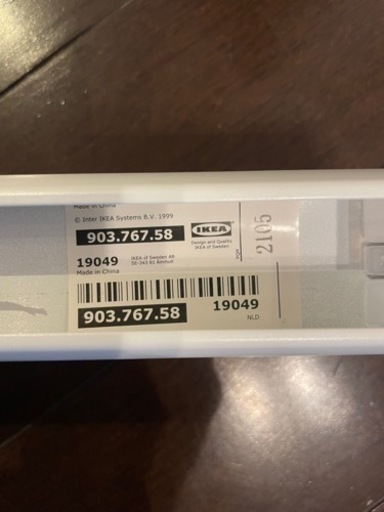 Made in China
© Inter IKEA Systems B.V. 1999
903.767.58
IKEA
Design and Quality
IKEA of Sweden
19049
IKEA of Sweden AB
SE-343 81 Älmhult
Made in China
2105
903.767.58
19049
NLD